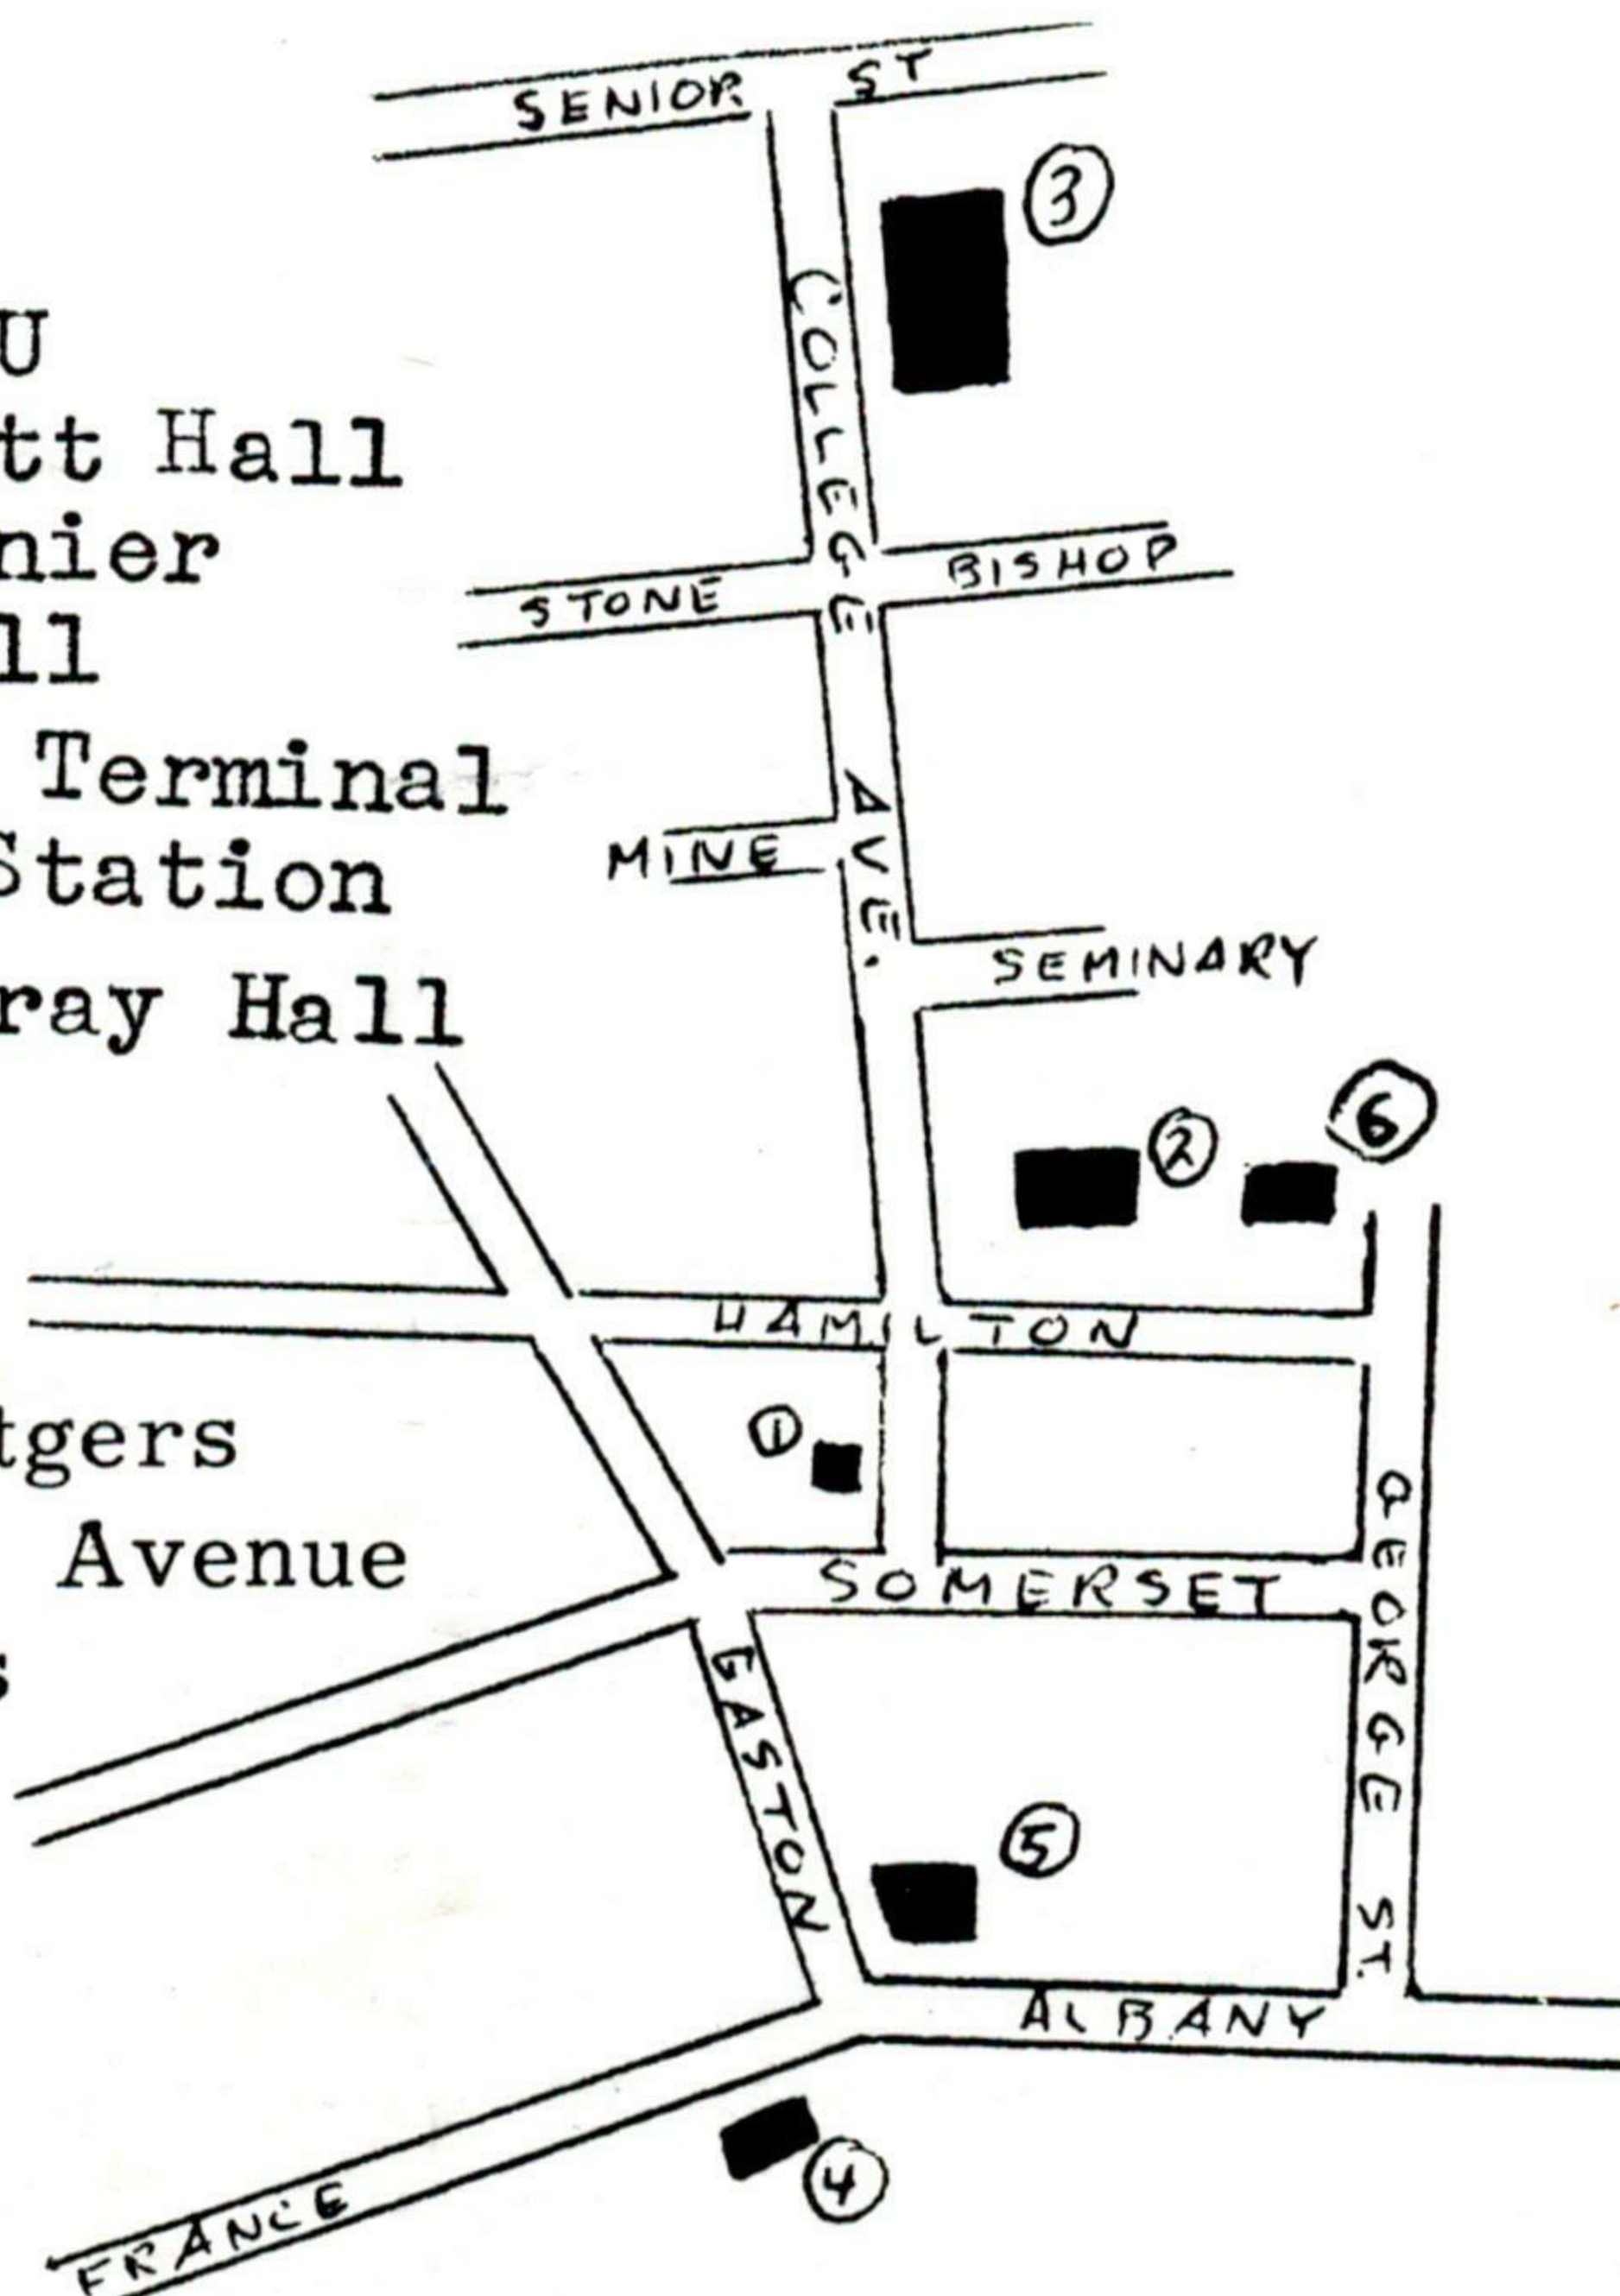 SENIOR ST
3
COLLEGE AVE.
U
tt Hall
nier
ll
STONE
BISHOP
Terminal
MINE
Station
SEMINARY
ray Hall
2
6
HAMILTON
1
tgers
Avenue
s
SOMERSET
GEORGE ST.
GASTON
5
ALBANY
4
FRANCE